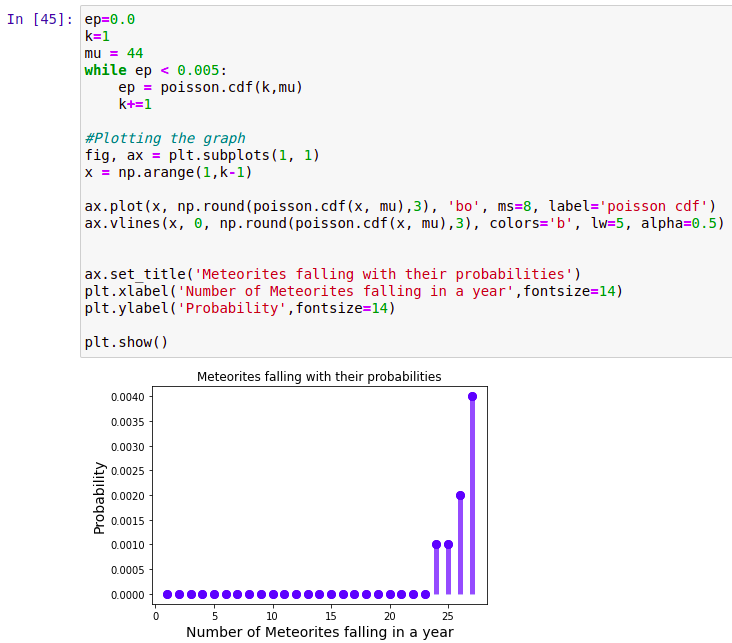 In [45]: ep=0.0
k=1
mu = 44
while ep < 0.005:
    ep = poisson.cdf(k,mu)
    k+=1
#Plotting the graph
fig, ax = plt.subplots(1, 1)
x = np.arange(1,k-1)
ax.plot(x, np.round(poisson.cdf(x, mu),3), 'bo', ms=8, label='poisson cdf')
ax.vlines(x, 0, np.round(poisson.cdf(x, mu),3), colors='b', lw=5, alpha=0.5)
ax.set_title('Meteorites falling with their probabilities')
plt.xlabel('Number of Meteorites falling in a year',fontsize=14)
plt.ylabel('Probability',fontsize=14)
plt.show()
Meteorites falling with their probabilities
0.0040
0.0035
0.0030
0.0025
0.0020
0.0015
0.0010
0.0005
0.0000
Probability
0 5 10 15 20 25
Number of Meteorites falling in a year